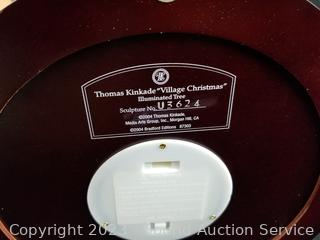 Thomas Kinkade "Village Christmas"
Illuminated Tree
Sculpture No. U3624
©2004 Thomas Kinkade,
Media Arts Group, Inc., Morgan Hill, CA
©2004 Bradford Editions 87303
Copyright 202
Auction Service